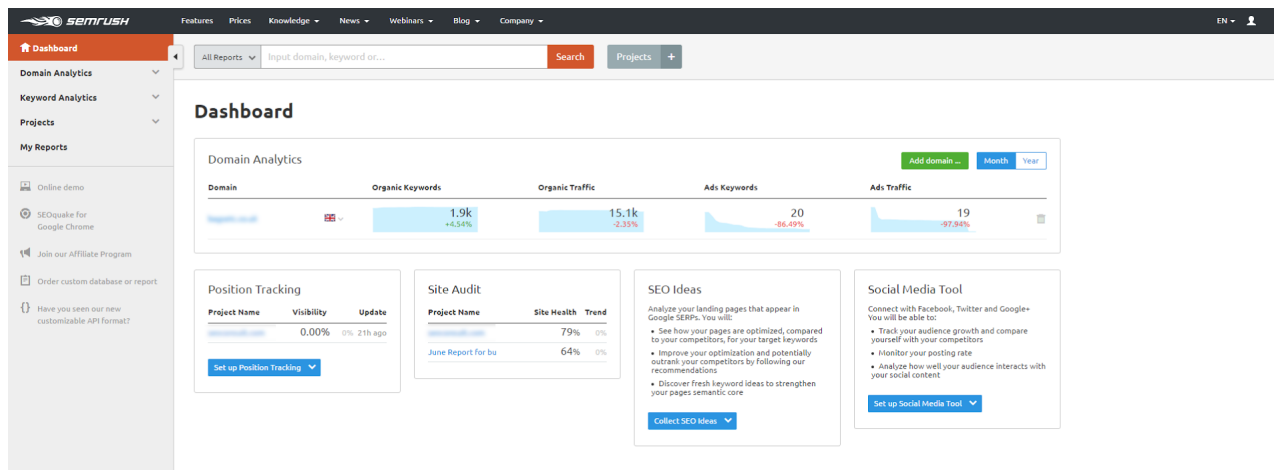 SEMRUSH
Features Prices Knowledge News Webinars Blog Company EN
Dashboard
Domain Analytics
Keyword Analytics
Projects
My Reports
Online demo
SEOquake for
Google Chrome
Join our Affiliate Program
Order custom database or report
Have you seen our new
customizable API format?
All Reports Input domain, keyword or... Search Projects +
Dashboard
Domain Analytics Add domain ... Month Year
Domain Organic Keywords Organic Traffic Ads Keywords Ads Traffic
1.9k 15.1k 20 19
+4.54% -2.35% -86.49% -97.94%
Position Tracking
Project Name Visibility Update
0.00% 0% 21h ago
Set up Position Tracking
Site Audit
Project Name Site Health Trend
79% 0%
June Report for bu 64% 0%
SEO Ideas
Analyze your landing pages that appear in
Google SERPs. You will:
• See how your pages are optimized, compared
to your competitors, for your target keywords
• Improve your optimization and potentially
outrank your competitors by following our
recommendations
• Discover fresh keyword ideas to strengthen
your pages semantic core
Collect SEO Ideas
Social Media Tool
Connect with Facebook, Twitter and Google+
You will be able to:
• Track your audience growth and compare
yourself with your competitors
• Monitor your posting rate
• Analyze how well your audience interacts with
your social content
Set up Social Media Tool